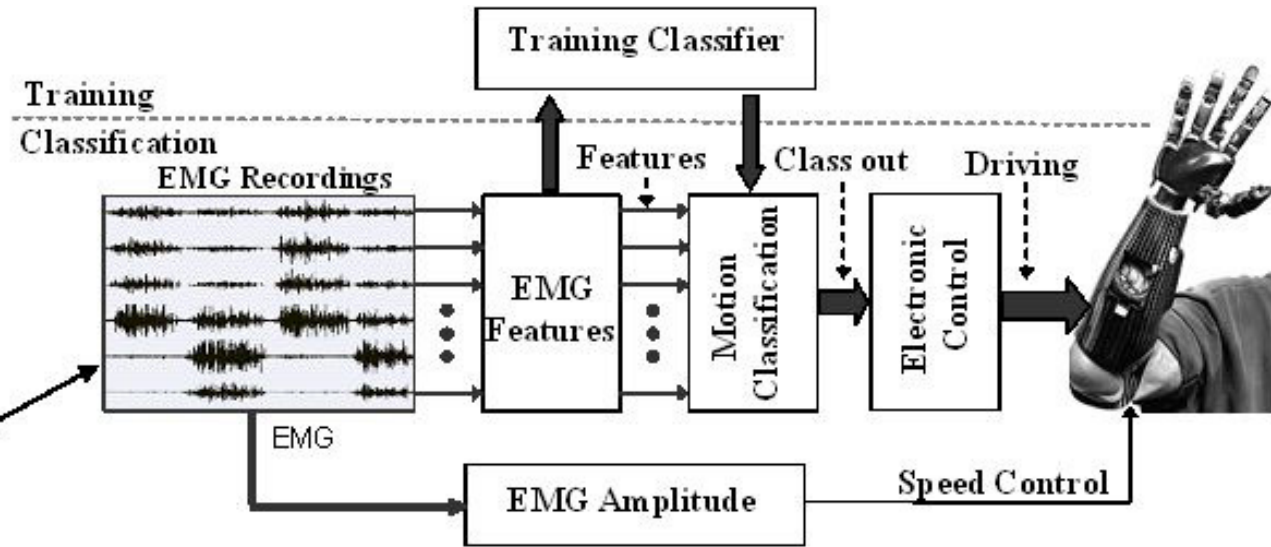 Training Classifier
Training
Classification
EMG Recordings
Features
Class out
Driving
EMG
Features
Motion
Classification
Electronic
Control
EMG
EMG Amplitude
Speed Control